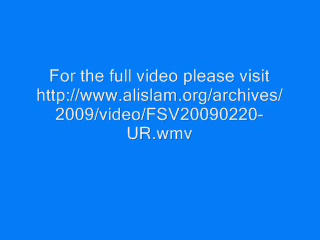 For the full video please visit
http://www.alislam.org/archives/
2009/video/FSV20090220-
UR.wmv